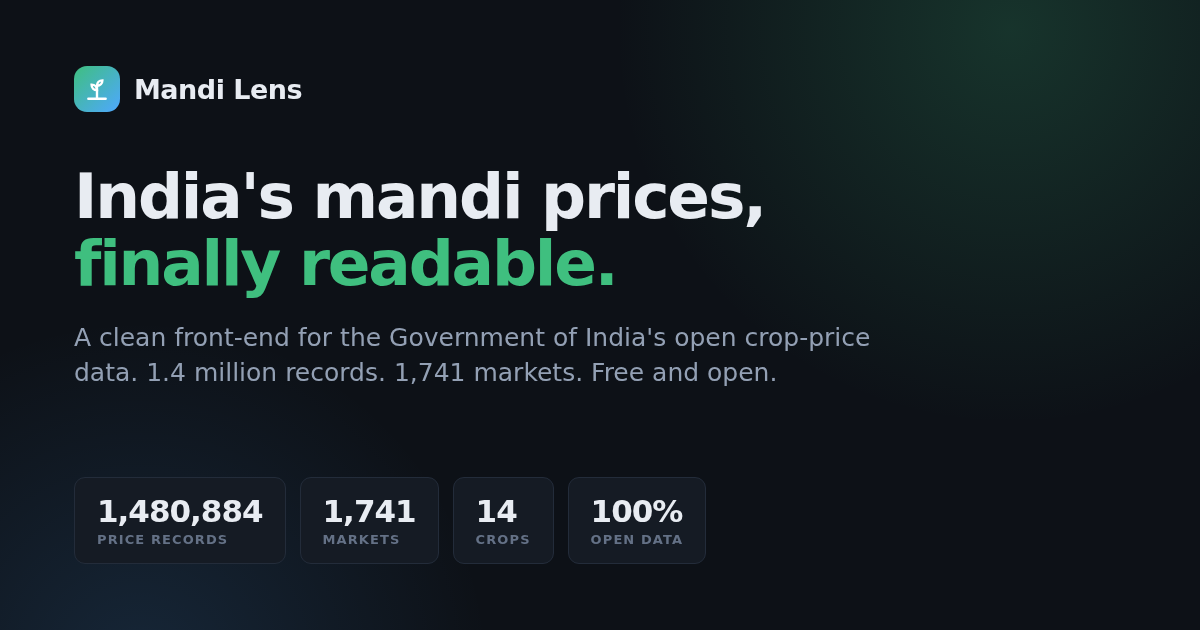 Mandi Lens
India's mandi prices,
finally readable.
A clean front-end for the Government of India's open crop-price
data. 1.4 million records. 1,741 markets. Free and open.
1,480,884
PRICE RECORDS
1,741
MARKETS
14
CROPS
100%
OPEN DATA